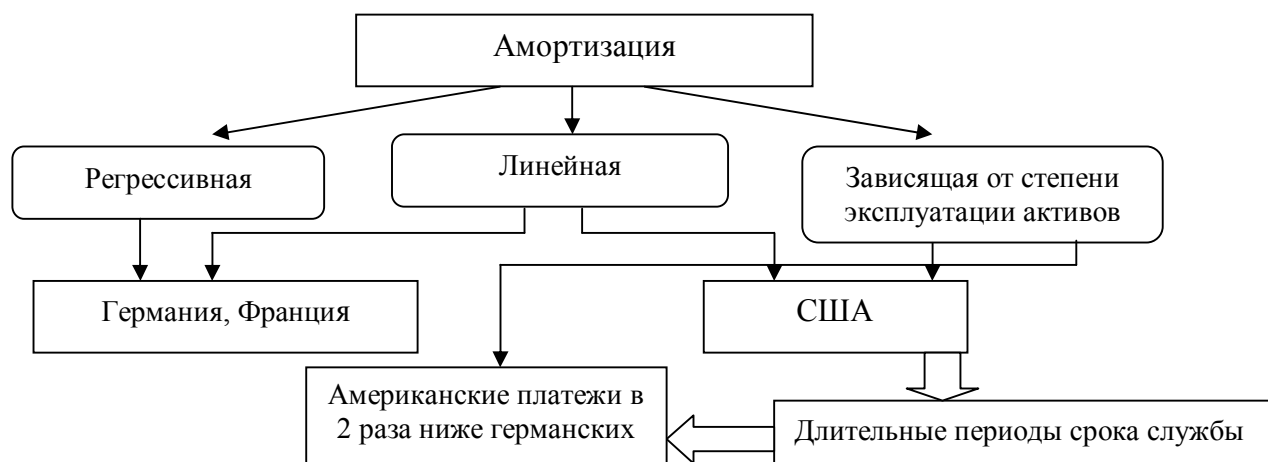 Амортизация
Регрессивная
Линейная
Зависящая от степени
эксплуатации активов
Германия, Франция
США
Американские платежи в
2 раза ниже германских
Длительные периоды срока службы